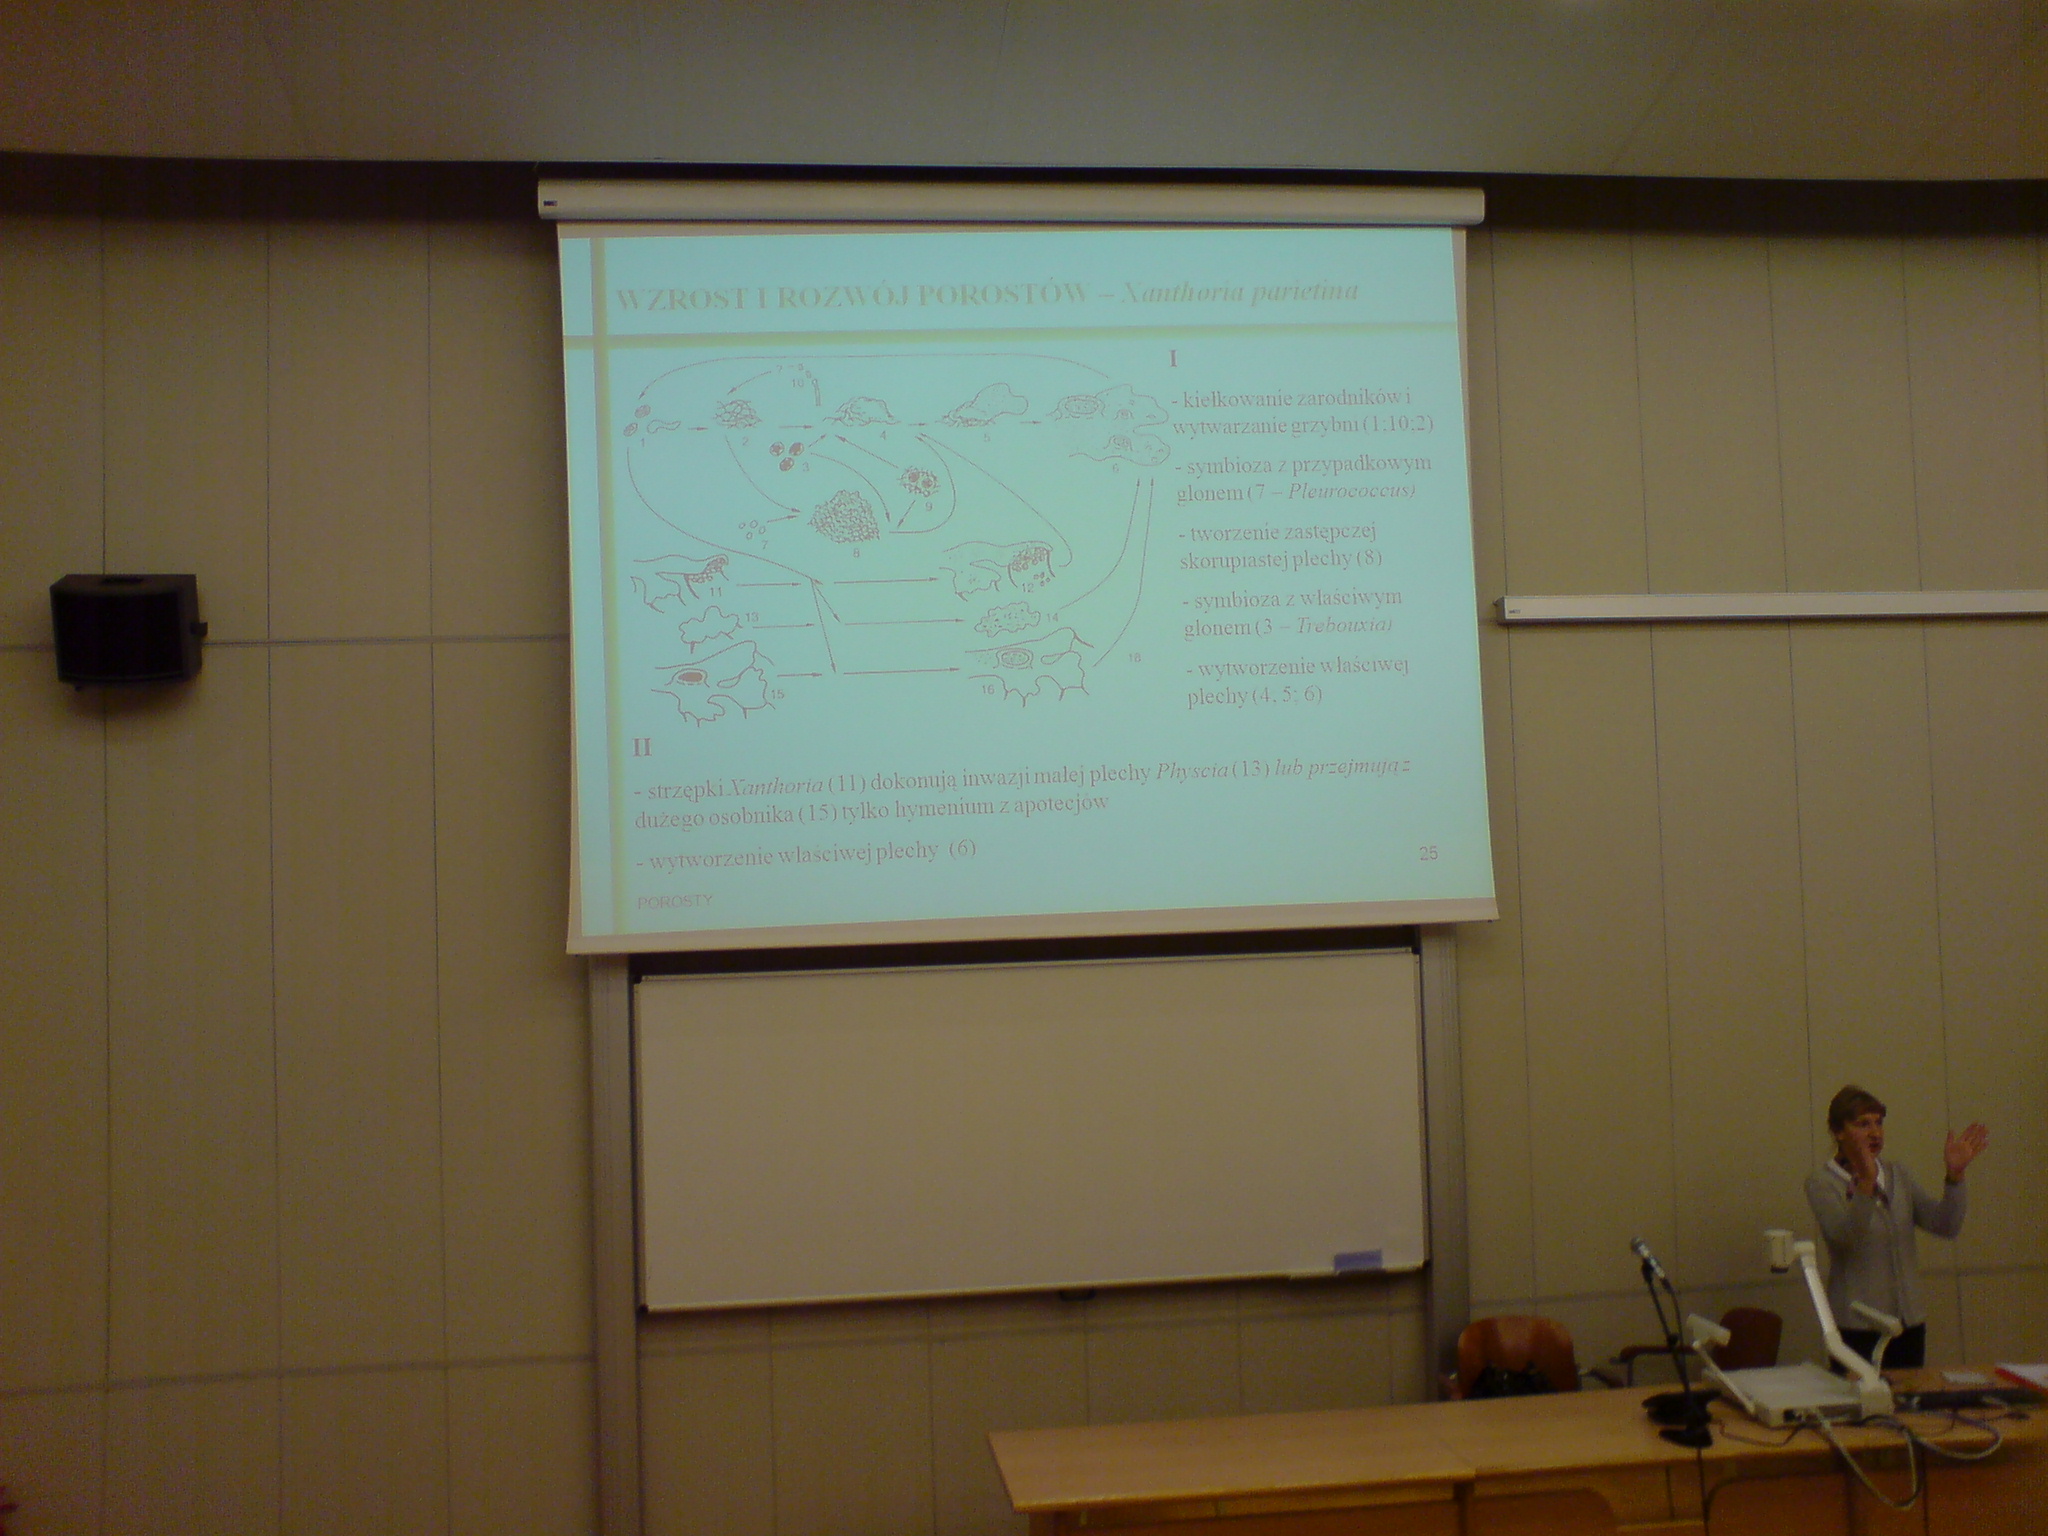 WZROST I ROZWÓJ POROSTÓW – Xanthoria parietina
I
- kiełkowanie zarodników i
wytwarzanie grzybni (1;10;2)
- symbioza z przypadkowym
glonem (7 – Pleurococcus)
- tworzenie zastępczej
skorupiastej plechy (8)
- symbioza z właściwym
glonem (3 – Trebouxia)
- wytworzenie właściwej
plechy (4, 5; 6)
? 10
1 2 4 5 6
3
9
7 8
11 12
13 14
15 16 18
II
- strzępki Xanthoria (11) dokonują inwazji małej plechy Physcia (13) lub przejmują z
dużego osobnika (15) tylko hymenium z apotecjów
- wytworzenie właściwej plechy (6)
25
POROSTY